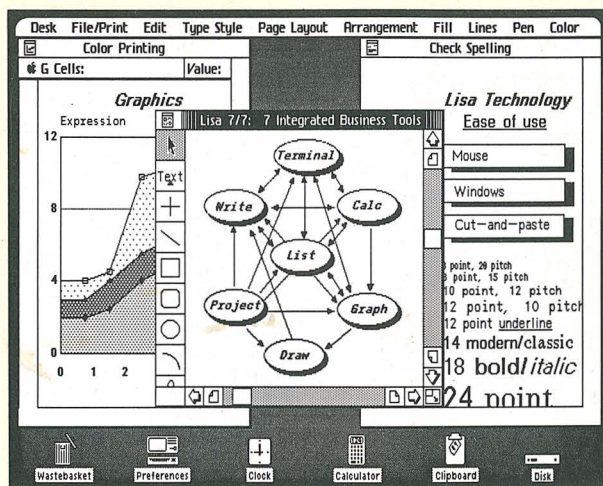 Desk File/Print Edit Type Style Page Layout Arrangement Fill Lines Pen Color
Color Printing
G Cells: Value:
Graphics
Expression
12
8
4
0
0 1 2
Lisa 7/7: 7 Integrated Business Tools
Text
Terminal
Write
Calc
List
Project
Graph
Draw
Check Spelling
Lisa Technology
Ease of use
Mouse
Windows
Cut-and-paste
point, 20 pitch
point, 15 pitch
10 point, 12 pitch
12 point, 10 pitch
12 point underline
14 modern/classic
18 bold/italic
24 point
Wastebasket
Preferences
Clock
Calculator
Clipboard
Disk